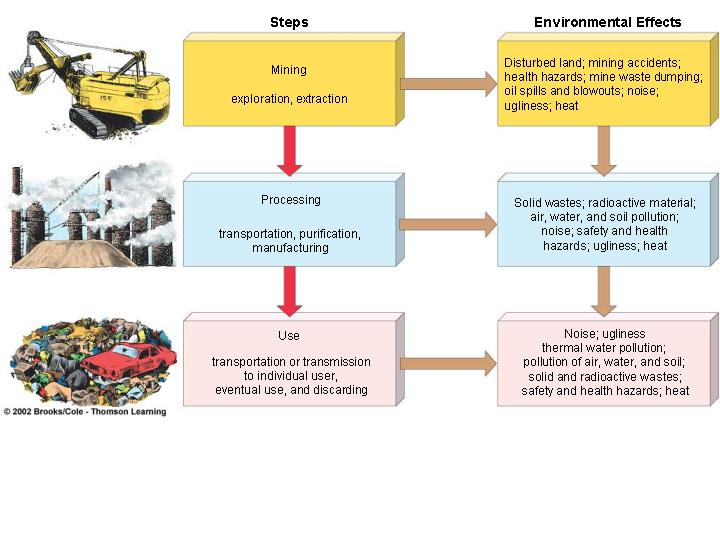 Steps
Environmental Effects
Mining
exploration, extraction
Disturbed land; mining accidents;
health hazards; mine waste dumping;
oil spills and blowouts; noise;
ugliness; heat
Processing
transportation, purification,
manufacturing
Solid wastes; radioactive material;
air, water, and soil pollution;
noise; safety and health
hazards; ugliness; heat
Use
transportation or transmission
to individual user,
eventual use, and discarding
Noise; ugliness
thermal water pollution;
pollution of air, water, and soil;
solid and radioactive wastes;
safety and health hazards; heat
© 2002 Brooks/Cole - Thomson Learning